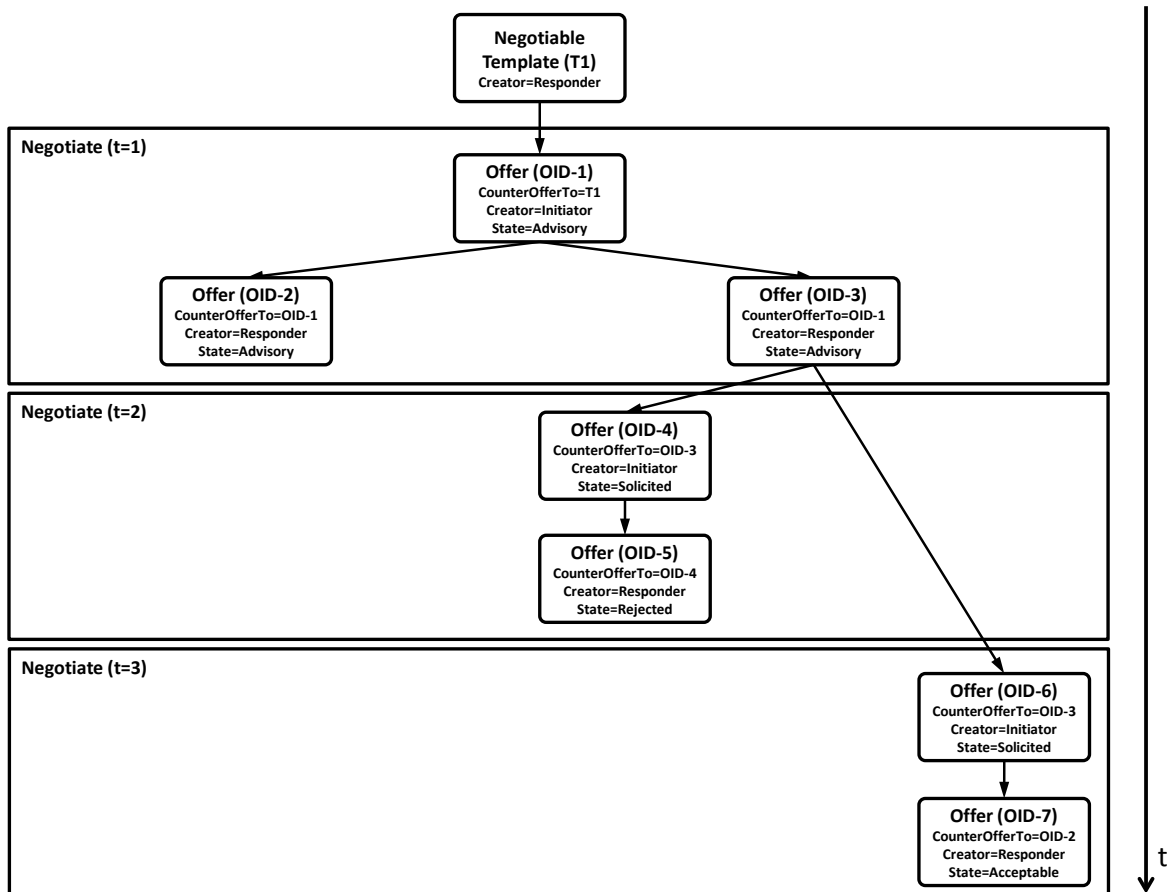 Negotiable
Template (T1)
Creator=Responder
Negotiate (t=1)
Offer (OID-1)
CounterOfferTo=T1
Creator=Initiator
State=Advisory
Offer (OID-2)
CounterOfferTo=OID-1
Creator=Responder
State=Advisory
Offer (OID-3)
CounterOfferTo=OID-1
Creator=Responder
State=Advisory
Negotiate (t=2)
Offer (OID-4)
CounterOfferTo=OID-3
Creator=Initiator
State=Solicited
Offer (OID-5)
CounterOfferTo=OID-4
Creator=Responder
State=Rejected
Negotiate (t=3)
Offer (OID-6)
CounterOfferTo=OID-3
Creator=Initiator
State=Solicited
Offer (OID-7)
CounterOfferTo=OID-2
Creator=Responder
State=Acceptable
t